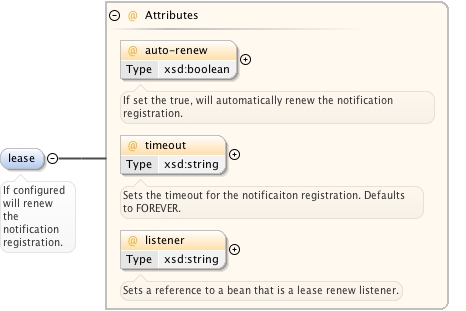 @ Attributes
@ auto-renew
Type xsd:boolean
If set the true, will automatically renew the notification
registration.
@ timeout
Type xsd:string
Sets the timeout for the notificaiton registration. Defaults
to FOREVER.
@ listener
Type xsd:string
Sets a reference to a bean that is a lease renew listener.
lease
If configured
will renew
the
notification
registration.